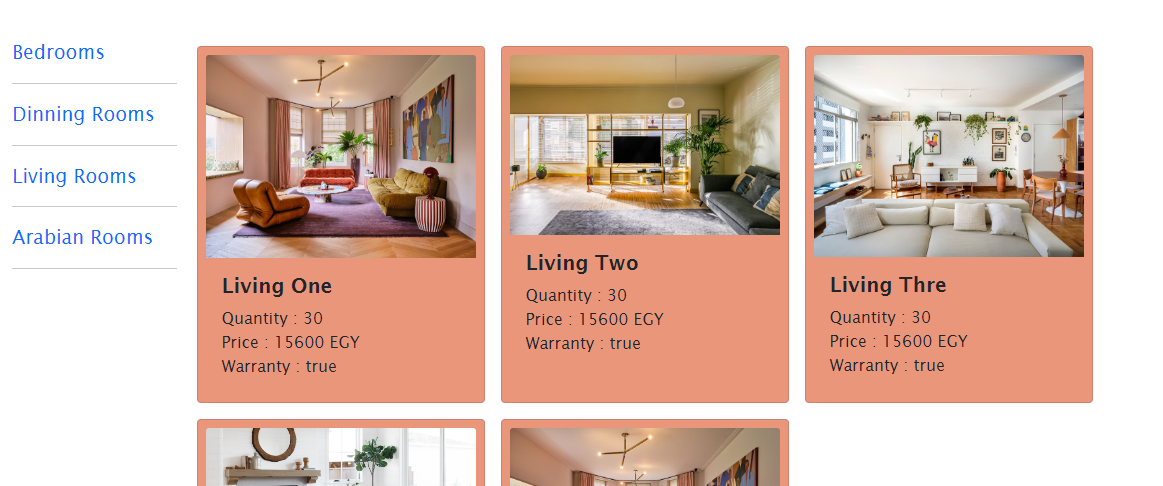 Bedrooms
Dinning Rooms
Living Rooms
Arabian Rooms
Living One
Quantity : 30
Price : 15600 EGY
Warranty : true
Living Two
Quantity : 30
Price : 15600 EGY
Warranty : true
Living Thre
Quantity : 30
Price : 15600 EGY
Warranty : true